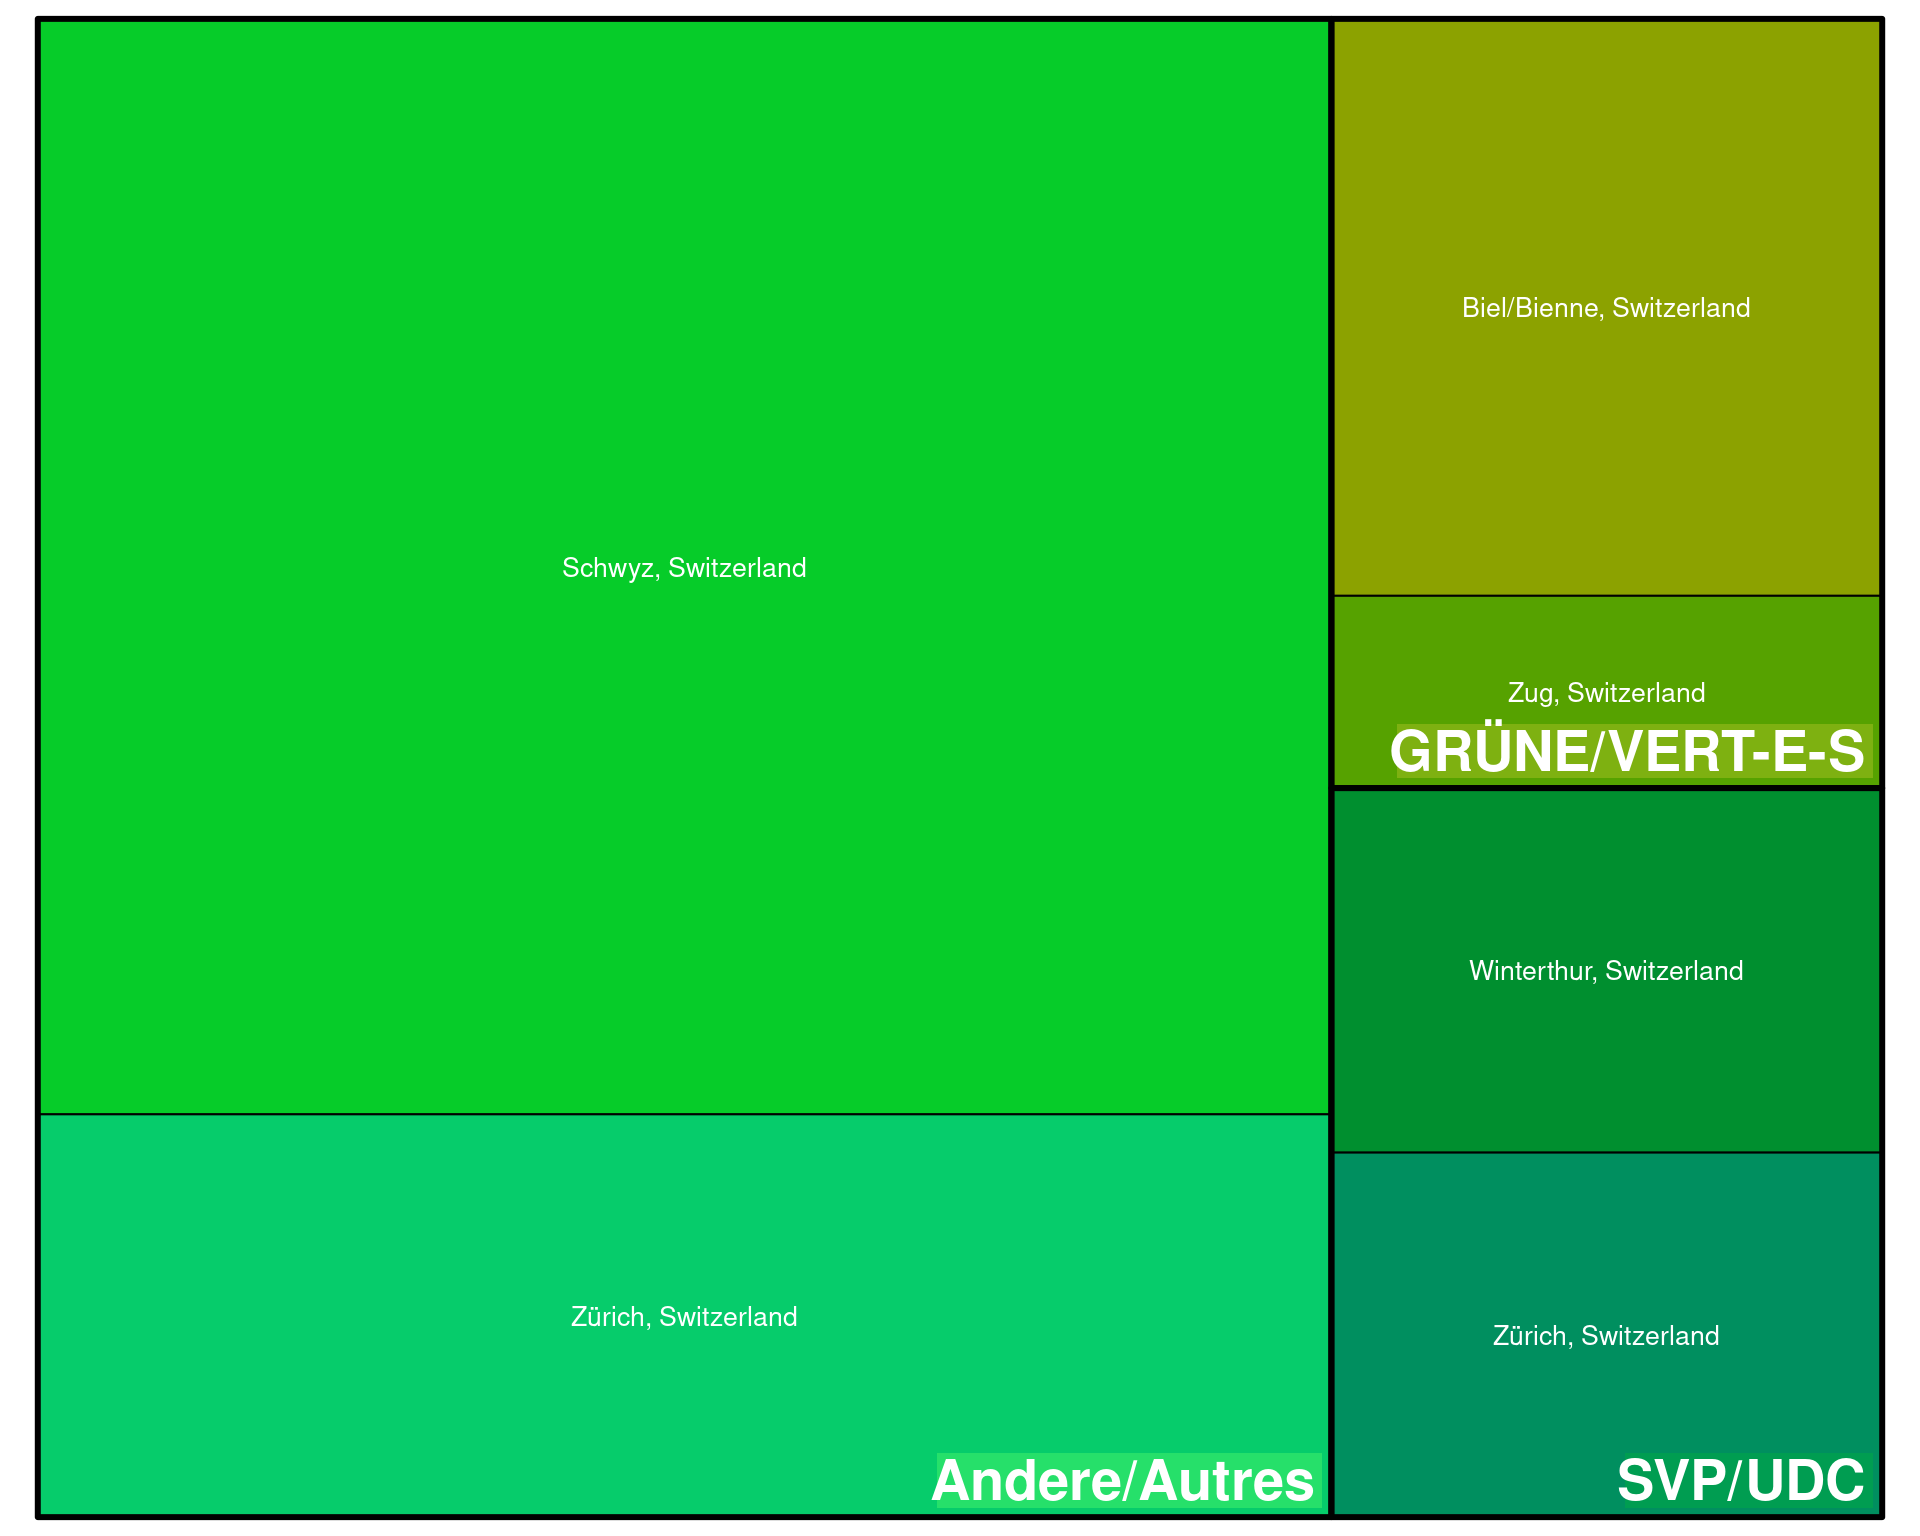 Schwyz, Switzerland
Zürich, Switzerland
Andere/Autres
Biel/Bienne, Switzerland
Zug, Switzerland
GRÜNE/VERT-E-S
Winterthur, Switzerland
Zürich, Switzerland
SVP/UDC